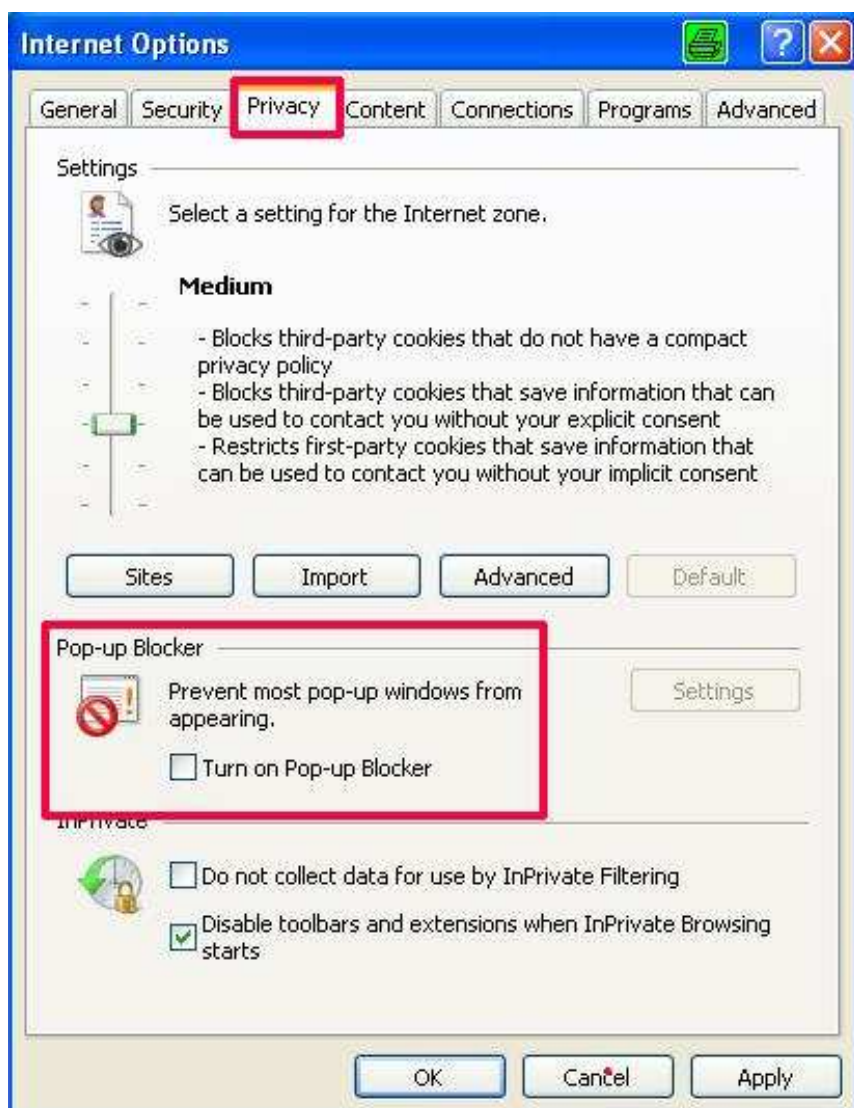 Internet Options
General Security Privacy Content Connections Programs Advanced
Settings
Select a setting for the Internet zone.
Medium
- Blocks third-party cookies that do not have a compact
privacy policy
- Blocks third-party cookies that save information that can
be used to contact you without your explicit consent
- Restricts first-party cookies that save information that
can be used to contact you without your implicit consent
Sites Import Advanced Default
Pop-up Blocker
Prevent most pop-up windows from
appearing.
Settings
Turn on Pop-up Blocker
InPrivate
Do not collect data for use by InPrivate Filtering
Disable toolbars and extensions when InPrivate Browsing
starts
OK Cancel Apply